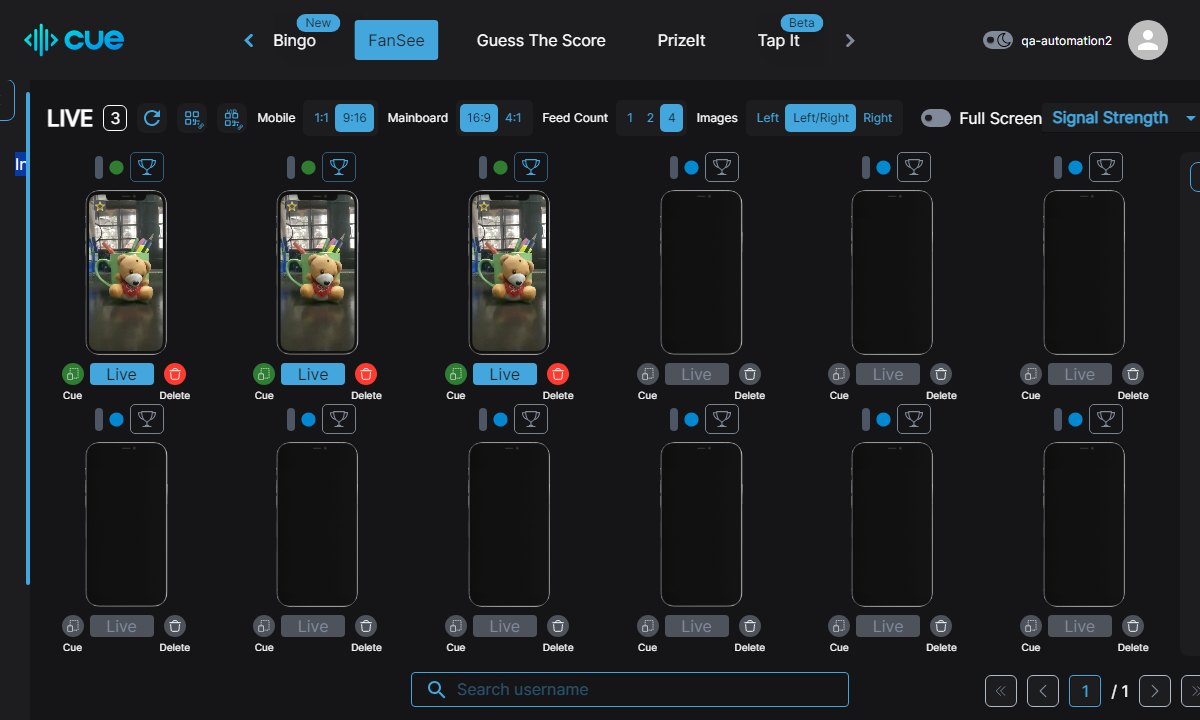 cue
Bingo
New
FanSee
Guess The Score
PrizeIt
Tap It
Beta
qa-automation2
LIVE 3
Mobile 1:1 9:16
Mainboard 16:9 4:1
Feed Count 1 2 4
Images Left Left/Right Right
Full Screen
Signal Strength
Live Live Live Live Live Live
Cue Delete Cue Delete Cue Delete Cue Delete Cue Delete Cue Delete
Live Live Live Live Live Live
Cue Delete Cue Delete Cue Delete Cue Delete Cue Delete Cue Delete
Search username
1 / 1